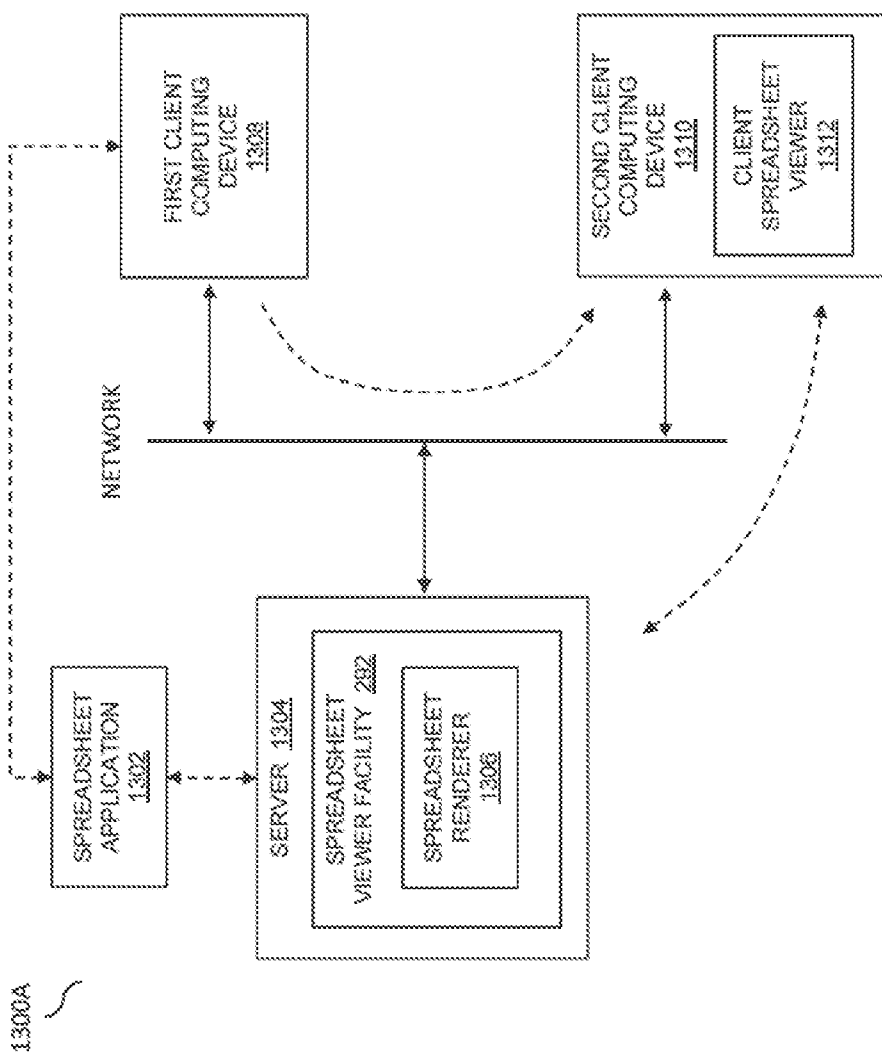 1300A
SPREADSHEET
APPLICATION
1302
SERVER 1304
SPREADSHEET
VIEWER FACILITY 292
SPREADSHEET
RENDERER
1306
NETWORK
FIRST CLIENT
COMPUTING
DEVICE
1308
SECOND CLIENT
COMPUTING
DEVICE
1310
CLIENT
SPREADSHEET
VIEWER
1312